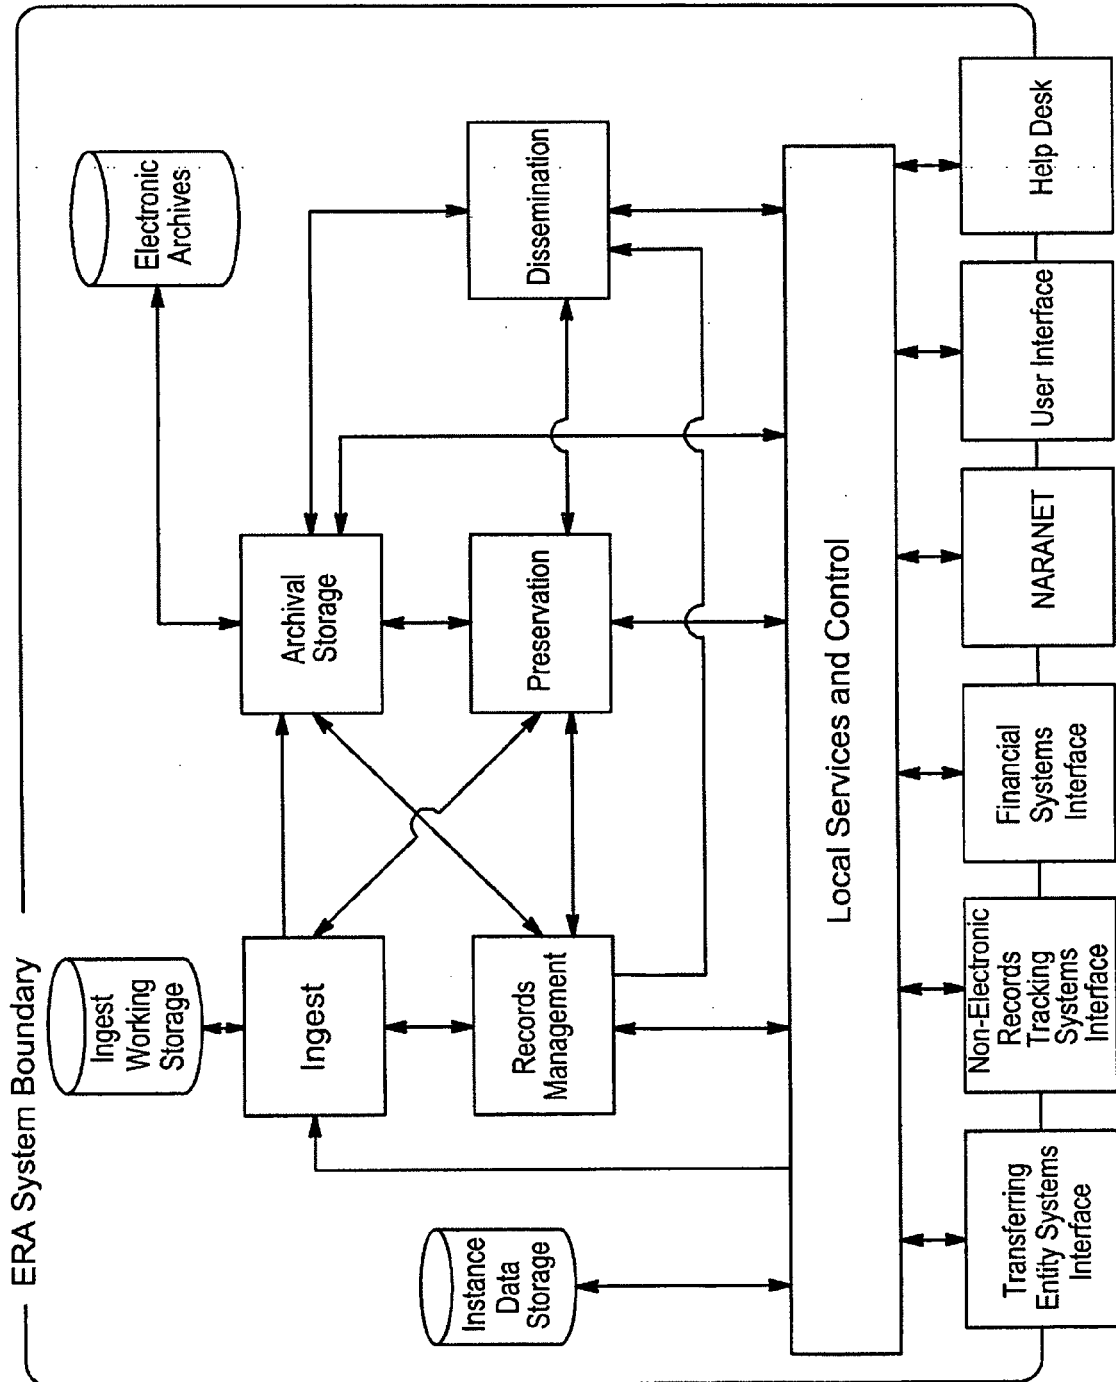 ERA System Boundary
Ingest
Working
Storage
Electronic
Archives
Ingest
Archival
Storage
Dissemination
Records
Management
Preservation
Instance
Data
Storage
Local Services and Control
Transferring
Entity Systems
Interface
Non-Electronic
Records
Tracking
Systems
Interface
Financial
Systems
Interface
NARANET
User Interface
Help Desk